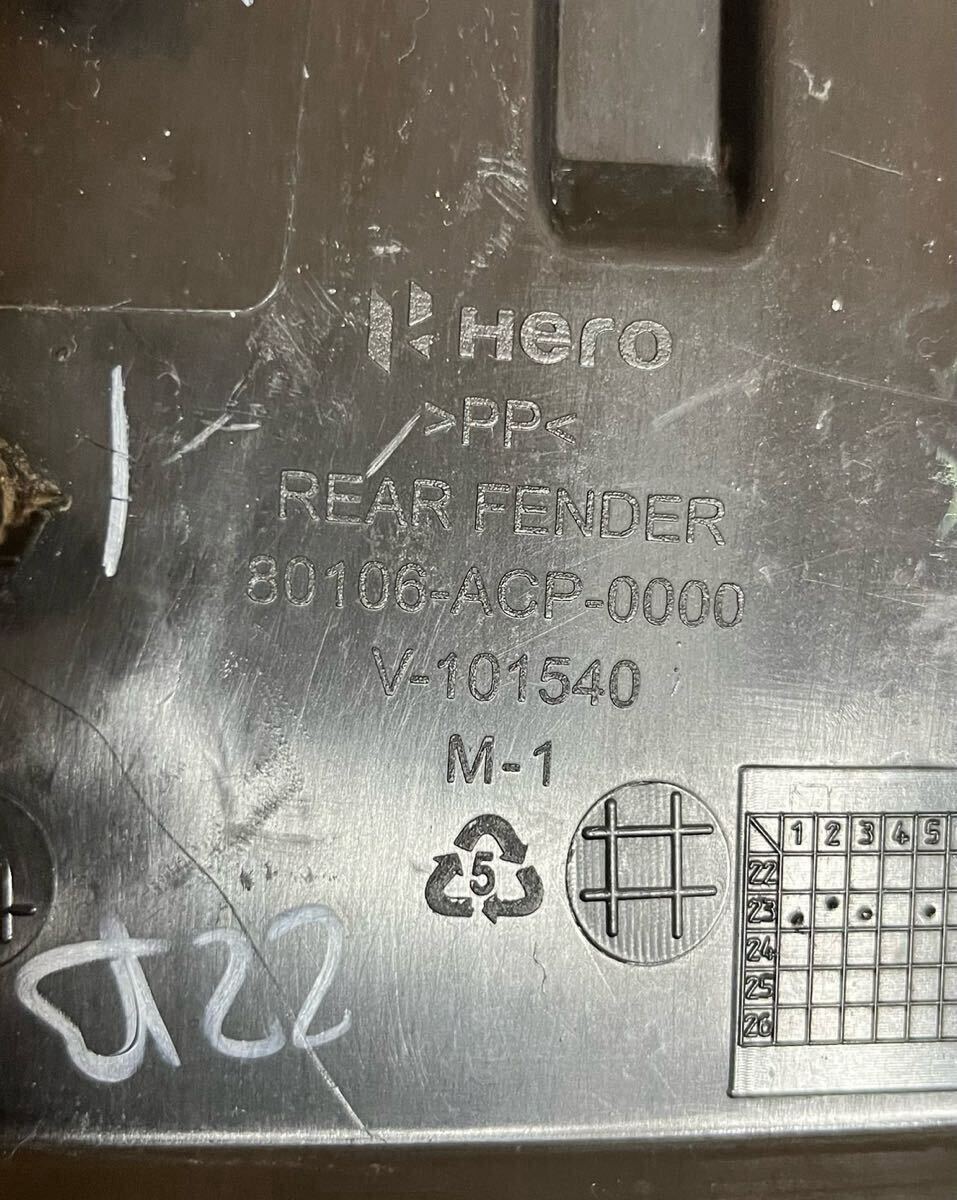 Hero
>PP<
REAR FENDER
80106-ACP-0000
V-101540
M-1
5
1 2 3 4 5
22
23
24
25
26
22